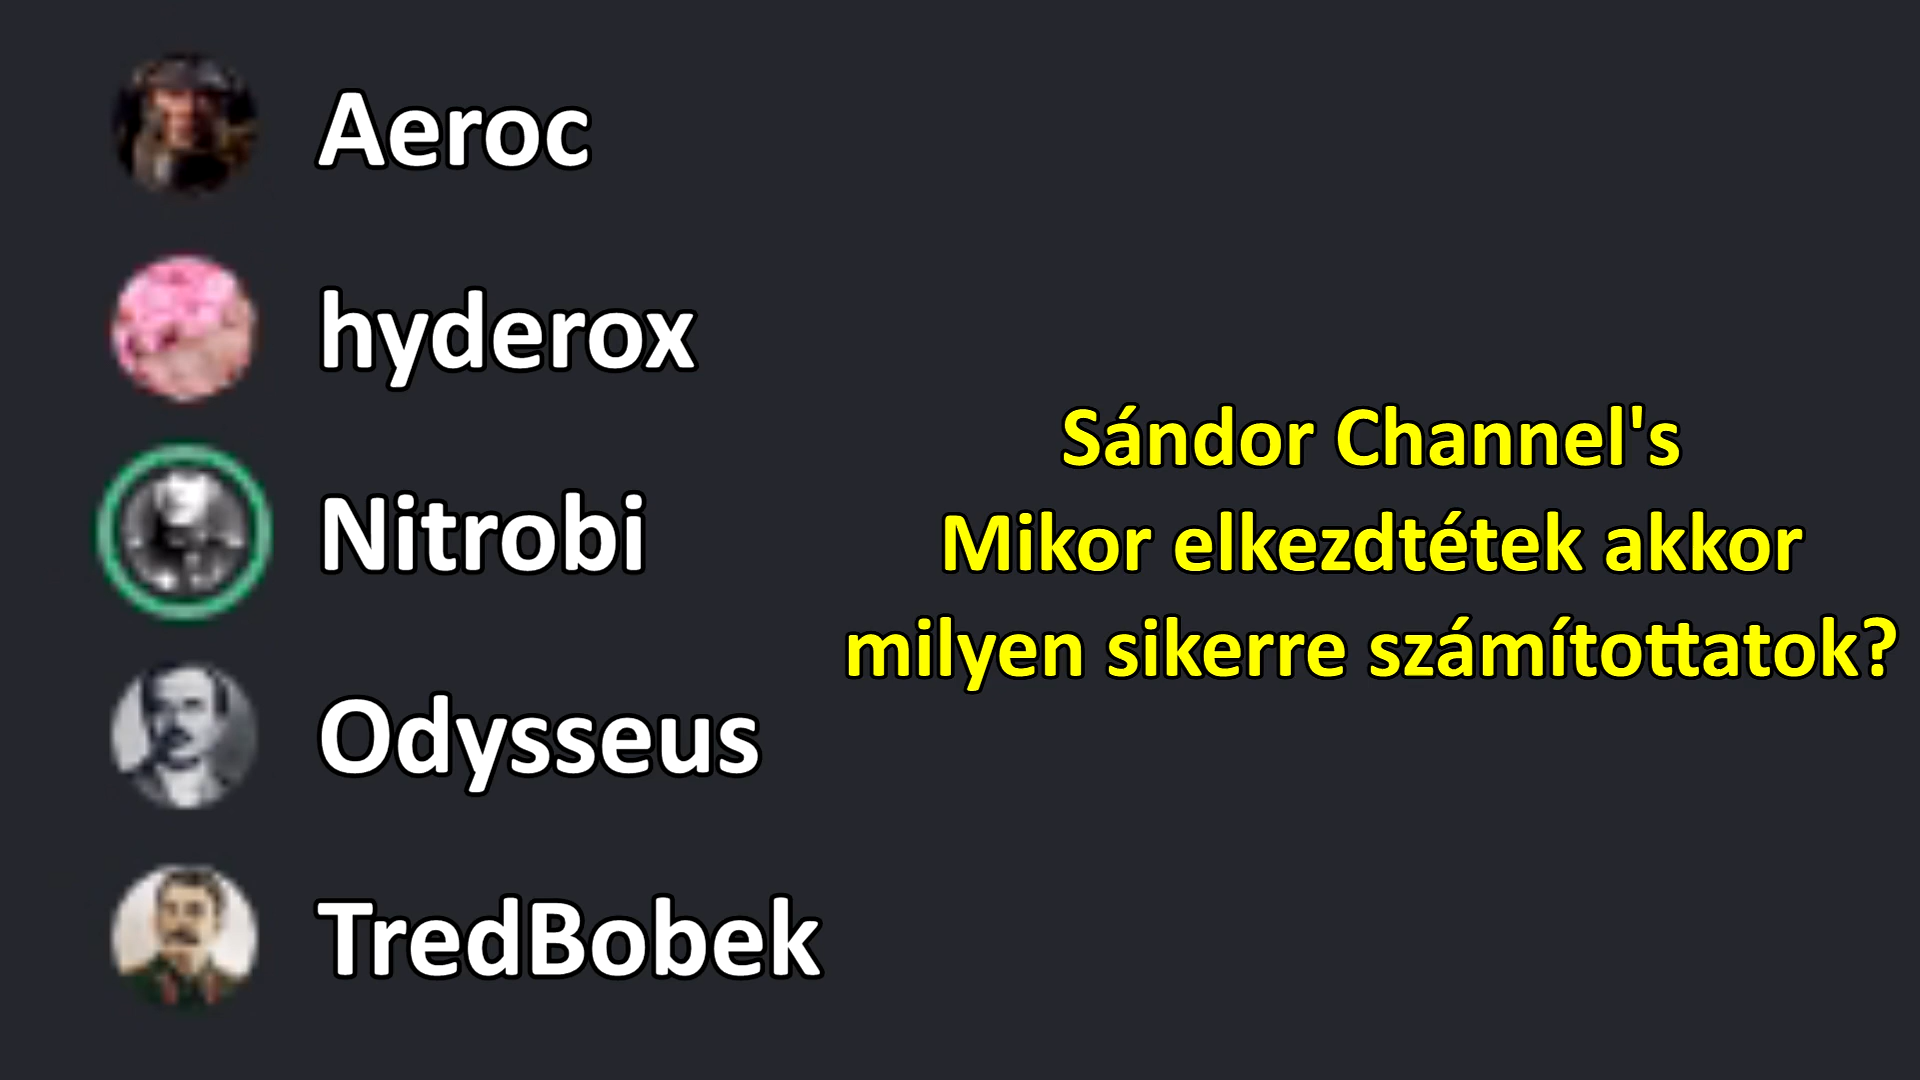 Aeroc
hyderox
Nitrobi
Odysseus
TredBobek
Sándor Channel's
Mikor elkezdtétek akkor
milyen sikerre számítottatok?